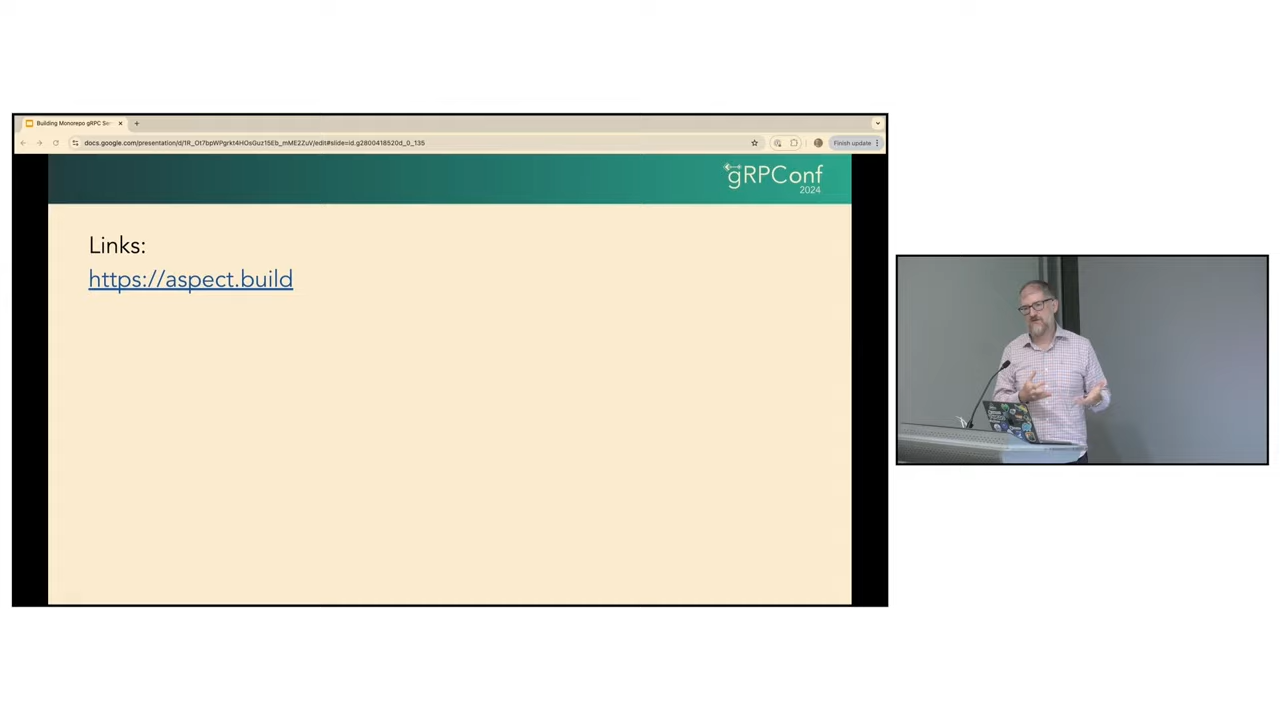 Building Monorepo gRPC Se
docs.google.com/presentation/d/1R_Ot7bpWPgrkt4HOsGuz15Eb_mME2ZuV/edit#slide=id.g2800418520d_0_135
Finish update
gRPConf
2024
Links:
https://aspect.build